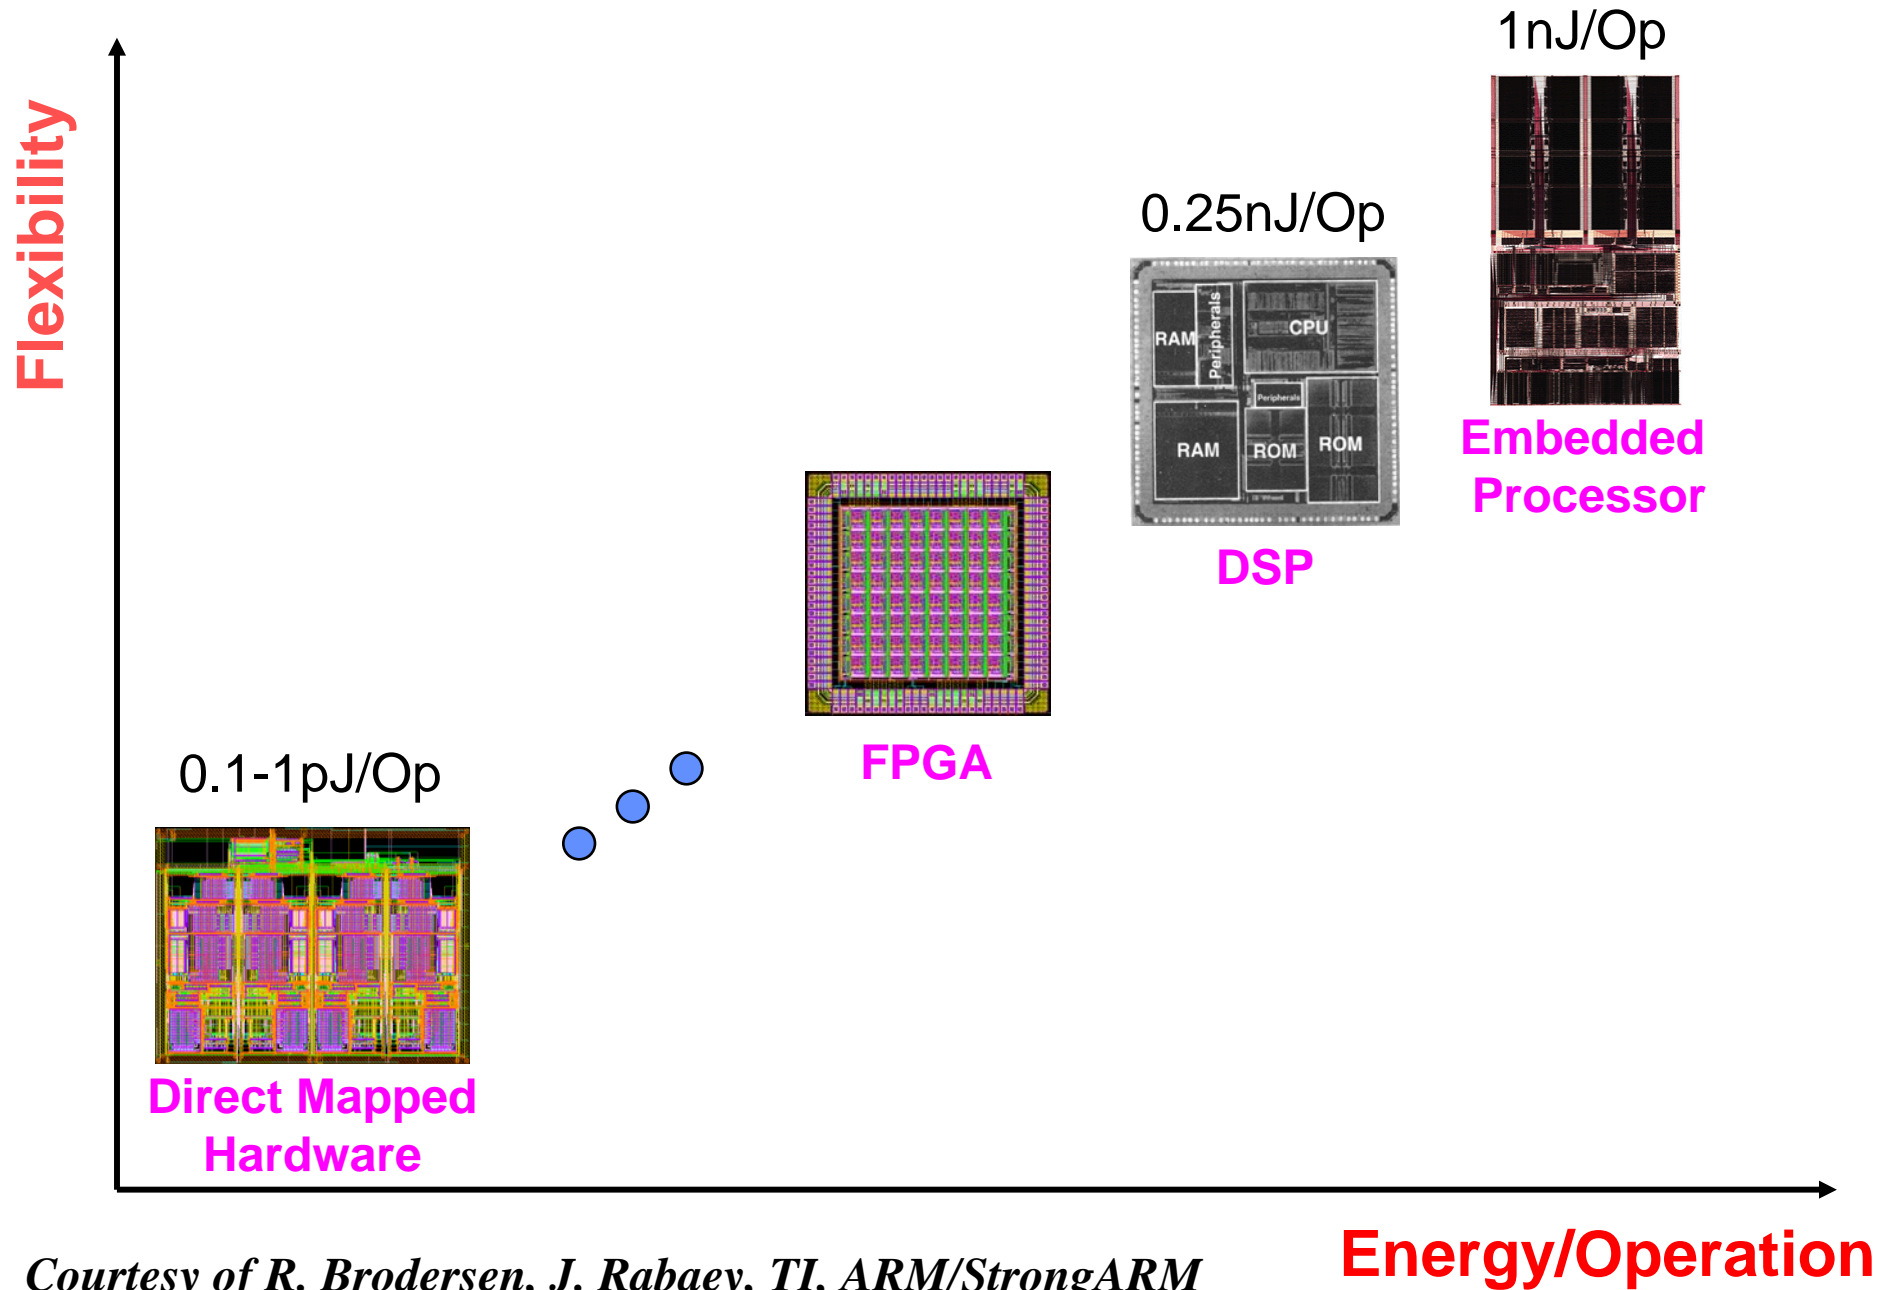 1nJ/Op
Flexibility
0.25nJ/Op
RAM
Peripherals
CPU
Peripherals
RAM
ROM
ROM
Embedded
Processor
DSP
FPGA
0.1-1pJ/Op
Direct Mapped
Hardware
Energy/Operation
Courtesy of R. Brodersen, J. Rabaey, TI, ARM/StrongARM